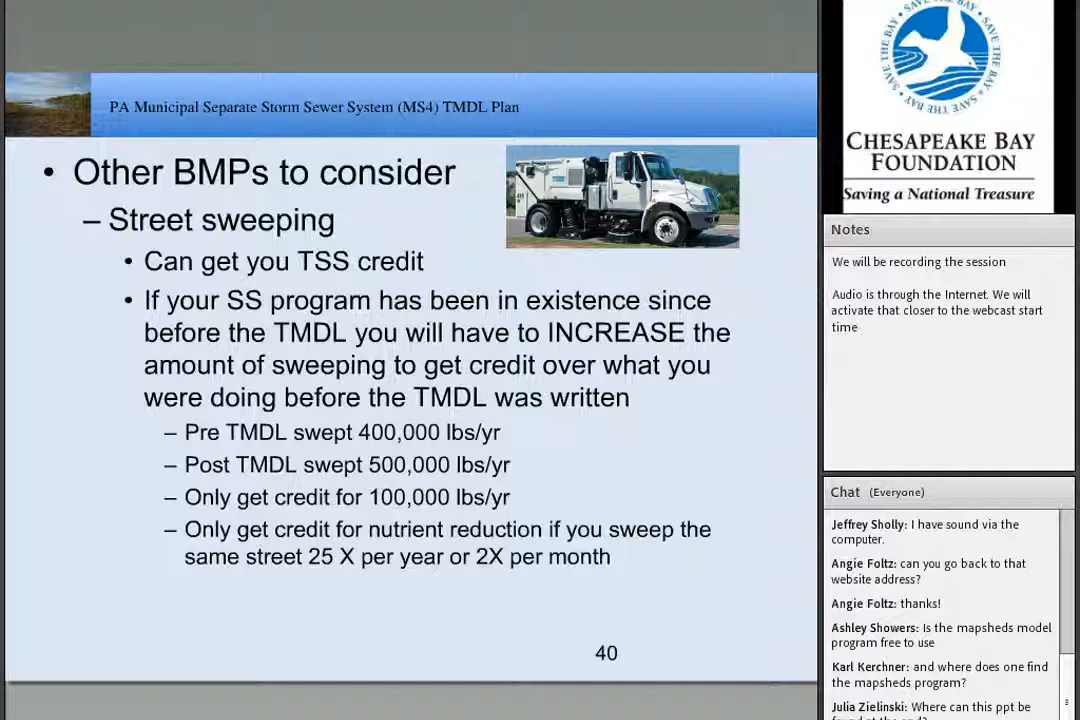 PA Municipal Separate Storm Sewer System (MS4) TMDL Plan
• Other BMPs to consider
– Street sweeping
• Can get you TSS credit
• If your SS program has been in existence since
before the TMDL you will have to INCREASE the
amount of sweeping to get credit over what you
were doing before the TMDL was written
– Pre TMDL swept 400,000 lbs/yr
– Post TMDL swept 500,000 lbs/yr
– Only get credit for 100,000 lbs/yr
– Only get credit for nutrient reduction if you sweep the
same street 25 X per year or 2X per month
40
SAVE THE BAY SAVE THE BAY SAVE THE BAY SAVE THE BAY
CHESAPEAKE BAY
FOUNDATION
Saving a National Treasure
Notes
We will be recording the session
Audio is through the Internet. We will
activate that closer to the webcast start
time
Chat (Everyone)
Jeffrey Sholly: I have sound via the
computer.
Angie Foltz: can you go back to that
website address?
Angie Foltz: thanks!
Ashley Showers: Is the mapsheds model
program free to use
Karl Kerchner: and where does one find
the mapsheds program?
Julia Zielinski: Where can this ppt be